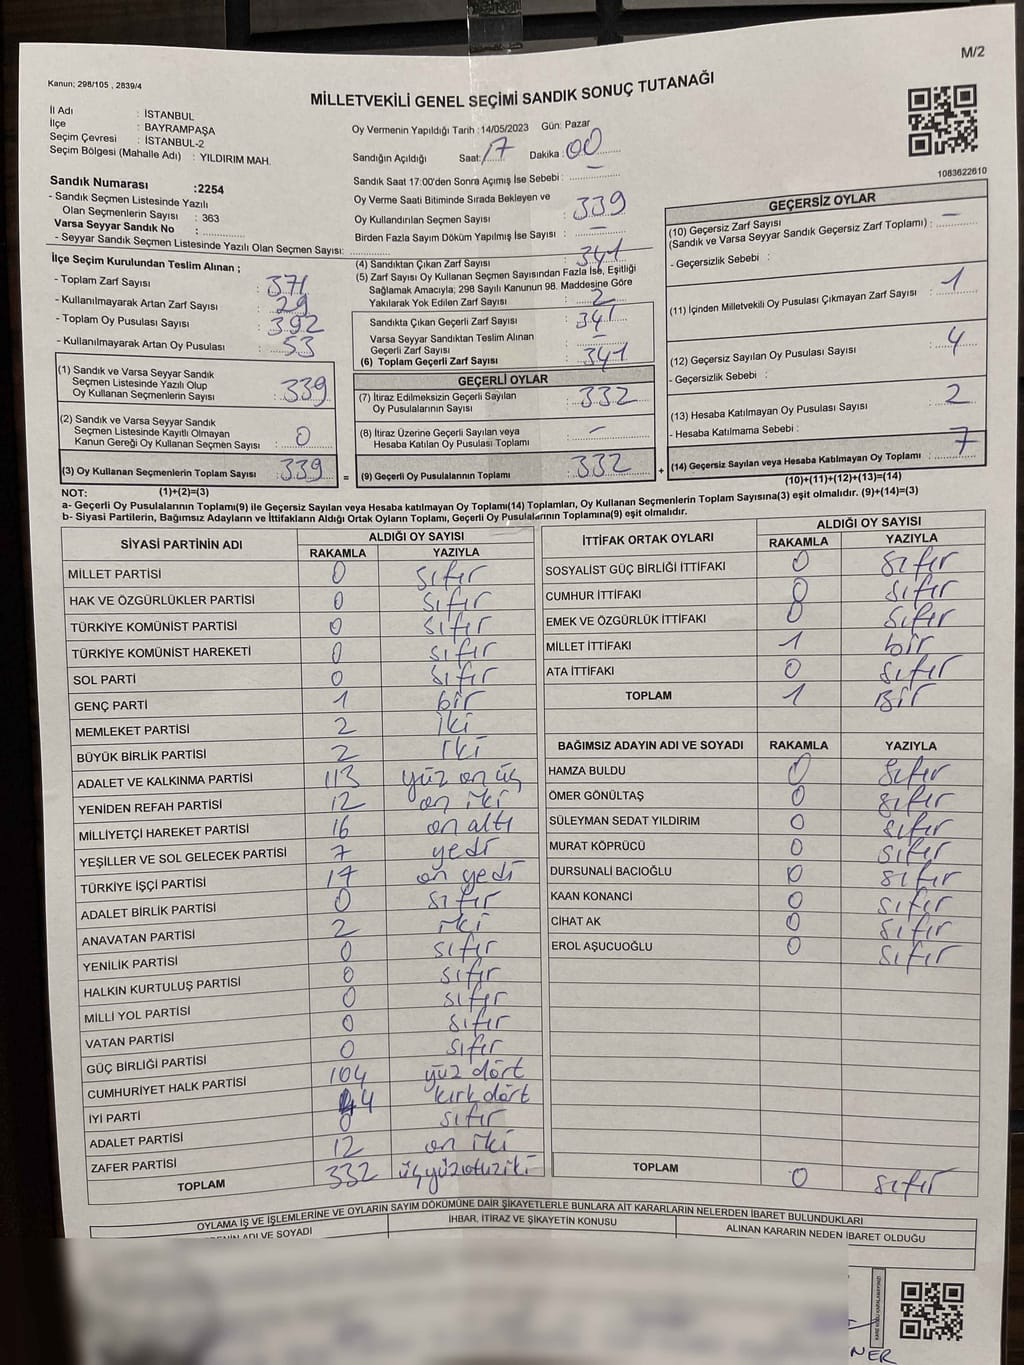 M/2
Kanun; 298/105 , 2839/4
MİLLETVEKİLİ GENEL SEÇİMİ SANDIK SONUÇ TUTANAĞI
İl Adı : İSTANBUL
İlçe : BAYRAMPAŞA
Seçim Çevresi : İSTANBUL-2
Seçim Bölgesi (Mahalle Adı) : YILDIRIM MAH.
Oy Vermenin Yapıldığı Tarih :14/05/2023 Gün: Pazar
Sandığın Açıldığı Saat: 17 Dakika : 00
Sandık Saat 17:00'den Sonra Açımış İse Sebebi : –
1083622610
Sandık Numarası :2254
- Sandık Seçmen Listesinde Yazılı
Olan Seçmenlerin Sayısı : 363
Varsa Seyyar Sandık No :
- Seyyar Sandık Seçmen Listesinde Yazılı Olan Seçmen Sayısı:
Oy Verme Saati Bitiminde Sırada Bekleyen ve
Oy Kullandırılan Seçmen Sayısı : 339
Birden Fazla Sayım Döküm Yapılmış İse Sayısı : –
(4) Sandıktan Çıkan Zarf Sayısı : 341
(5) Zarf Sayısı Oy Kullanan Seçmen Sayısından Fazla İse, Eşitliği
Sağlamak Amacıyla; 298 Sayılı Kanunun 98. Maddesine Göre
Yakılarak Yok Edilen Zarf Sayısı : 2
İlçe Seçim Kurulundan Teslim Alınan ;
- Toplam Zarf Sayısı : 371
- Kullanılmayarak Artan Zarf Sayısı : 29
- Toplam Oy Pusulası Sayısı : 392
- Kullanılmayarak Artan Oy Pusulası : 53
Sandıkta Çıkan Geçerli Zarf Sayısı : 341
Varsa Seyyar Sandıktan Teslim Alınan
Geçerli Zarf Sayısı : –
(6) Toplam Geçerli Zarf Sayısı : 341
(1) Sandık ve Varsa Seyyar Sandık
Seçmen Listesinde Yazılı Olup
Oy Kullanan Seçmenlerin Sayısı : 339
(2) Sandık ve Varsa Seyyar Sandık
Seçmen Listesinde Kayıtlı Olmayan
Kanun Gereği Oy Kullanan Seçmen Sayısı : 0
(3) Oy Kullanan Seçmenlerin Toplam Sayısı : 339 =
GEÇERLİ OYLAR
(7) İtiraz Edilmeksizin Geçerli Sayılan
Oy Pusulalarının Sayısı : 332
(8) İtiraz Üzerine Geçerli Sayılan veya
Hesaba Katılan Oy Pusulası Toplamı : –
(9) Geçerli Oy Pusulalarının Toplamı : 332 +
GEÇERSİZ OYLAR
(10) Geçersiz Zarf Sayısı
(Sandık ve Varsa Seyyar Sandık Geçersiz Zarf Toplamı) : –
- Geçersizlik Sebebi :
(11) İçinden Milletvekili Oy Pusulası Çıkmayan Zarf Sayısı : 1
(12) Geçersiz Sayılan Oy Pusulası Sayısı : 4
- Geçersizlik Sebebi :
(13) Hesaba Katılmayan Oy Pusulası Sayısı : 2
- Hesaba Katılmama Sebebi :
(14) Geçersiz Sayılan veya Hesaba Katılmayan Oy Toplamı : 7
(10)+(11)+(12)+(13)=(14)
NOT: (1)+(2)=(3)
a- Geçerli Oy Pusulalarının Toplamı(9) ile Geçersiz Sayılan veya Hesaba katılmayan Oy Toplamı(14) Toplamları, Oy Kullanan Seçmenlerin Toplam Sayısına(3) eşit olmalıdır. (9)+(14)=(3)
b- Siyasi Partilerin, Bağımsız Adayların ve İttifakların Aldığı Ortak Oyların Toplamı, Geçerli Oy Pusulalarının Toplamına(9) eşit olmalıdır.
SİYASİ PARTİNİN ADI ALDIĞI OY SAYISI
RAKAMLA YAZIYLA
MİLLET PARTİSİ 0 sıfır
HAK VE ÖZGÜRLÜKLER PARTİSİ 0 sıfır
TÜRKİYE KOMÜNİST PARTİSİ 0 sıfır
TÜRKİYE KOMÜNİST HAREKETİ 0 sıfır
SOL PARTİ 0 sıfır
GENÇ PARTİ 1 bir
MEMLEKET PARTİSİ 2 iki
BÜYÜK BİRLİK PARTİSİ 2 iki
ADALET VE KALKINMA PARTİSİ 113 yüz on üç
YENİDEN REFAH PARTİSİ 12 on iki
MİLLİYETÇİ HAREKET PARTİSİ 16 on altı
YEŞİLLER VE SOL GELECEK PARTİSİ 7 yedi
TÜRKİYE İŞÇİ PARTİSİ 17 on yedi
ADALET BİRLİK PARTİSİ 0 sıfır
ANAVATAN PARTİSİ 2 iki
YENİLİK PARTİSİ 0 sıfır
HALKIN KURTULUŞ PARTİSİ 0 sıfır
MİLLİ YOL PARTİSİ 0 sıfır
VATAN PARTİSİ 0 sıfır
GÜÇ BİRLİĞİ PARTİSİ 0 sıfır
CUMHURİYET HALK PARTİSİ 104 yüz dört
İYİ PARTİ 44 kırk dört
ADALET PARTİSİ 0 sıfır
ZAFER PARTİSİ 12 on iki
TOPLAM 332 üçyüzotuziki
İTTİFAK ORTAK OYLARI ALDIĞI OY SAYISI
RAKAMLA YAZIYLA
SOSYALİST GÜÇ BİRLİĞİ İTTİFAKI 0 sıfır
CUMHUR İTTİFAKI 0 sıfır
EMEK VE ÖZGÜRLÜK İTTİFAKI 0 sıfır
MİLLET İTTİFAKI 1 bir
ATA İTTİFAKI 0 sıfır
TOPLAM 1 Bir
BAĞIMSIZ ADAYIN ADI VE SOYADI RAKAMLA YAZIYLA
HAMZA BULDU 0 sıfır
ÖMER GÖNÜLTAŞ 0 sıfır
SÜLEYMAN SEDAT YILDIRIM 0 sıfır
MURAT KÖPRÜCÜ 0 sıfır
DURSUNALİ BACIOĞLU 0 sıfır
KAAN KONANCİ 0 sıfır
CİHAT AK 0 sıfır
EROL AŞUCUOĞLU 0 sıfır
TOPLAM 0 sıfır
OYLAMA İŞ VE İŞLEMLERİNE VE OYLARIN SAYIM DÖKÜMÜNE DAİR ŞİKAYETLERLE BUNLARA AİT KARARLARIN NELERDEN İBARET BULUNDUKLARI
ADI VE SOYADI İHBAR, İTİRAZ VE ŞİKAYETİN KONUSU ALINAN KARARIN NEDEN İBARET OLDUĞU
NER